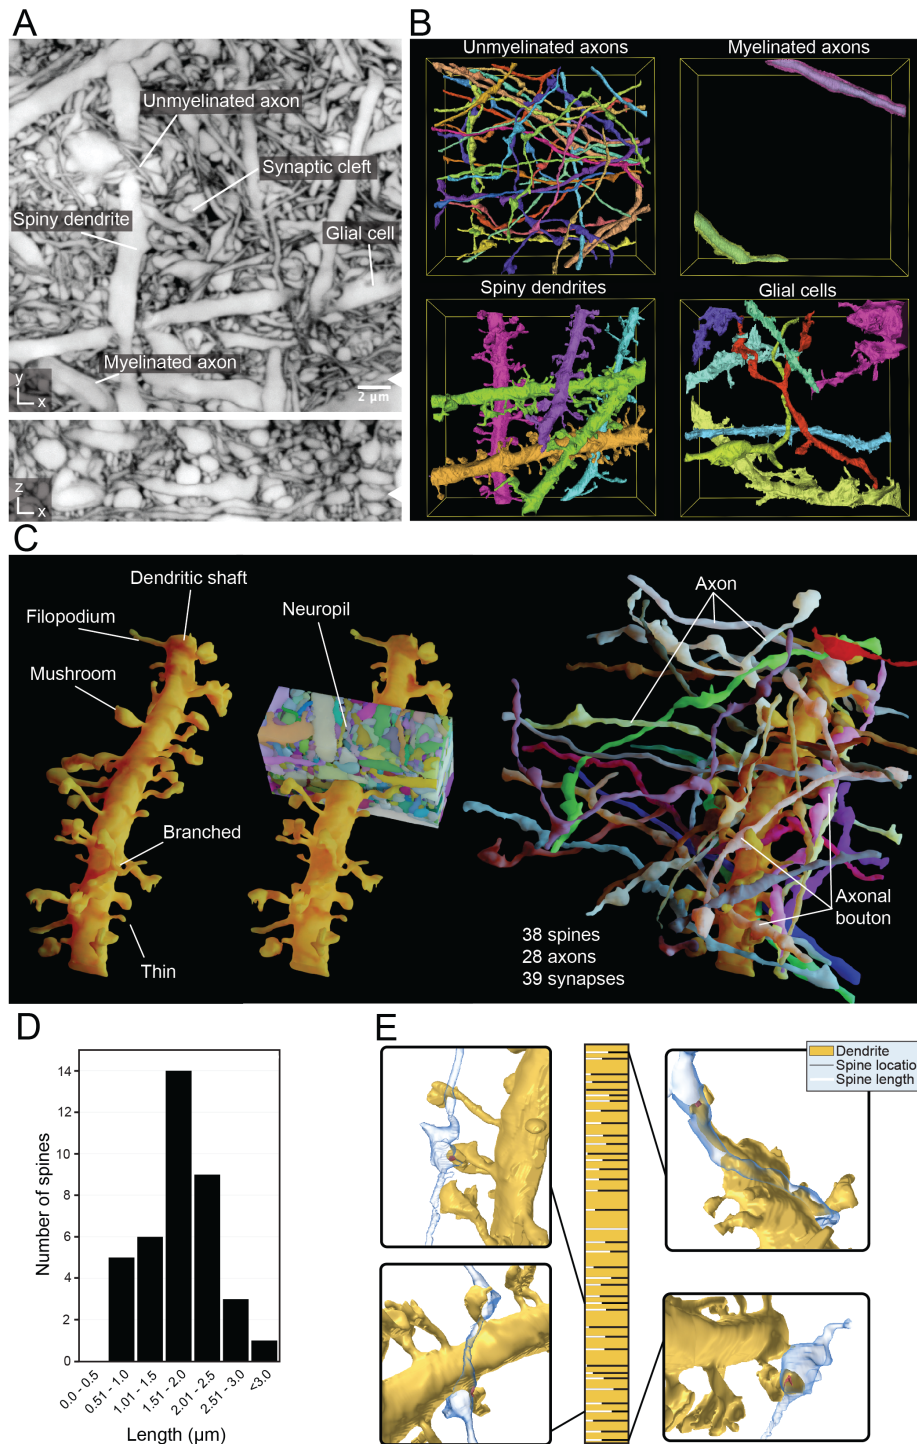 A
Unmyelinated axon
Synaptic cleft
Spiny dendrite
Glial cell
Myelinated axon
y
x
2 µm
z
x
B
Unmyelinated axons
Myelinated axons
Spiny dendrites
Glial cells
C
Dendritic shaft
Filopodium
Mushroom
Branched
Thin
Neuropil
Axon
Axonal
bouton
38 spines
28 axons
39 synapses
D
Number of spines
14
12
10
8
6
4
2
0
0.0 - 0.5
0.51 - 1.0
1.01 - 1.5
1.51 - 2.0
2.01 - 2.5
2.51 - 3.0
<3.0
Length (µm)
E
Dendrite
Spine locatio
Spine length